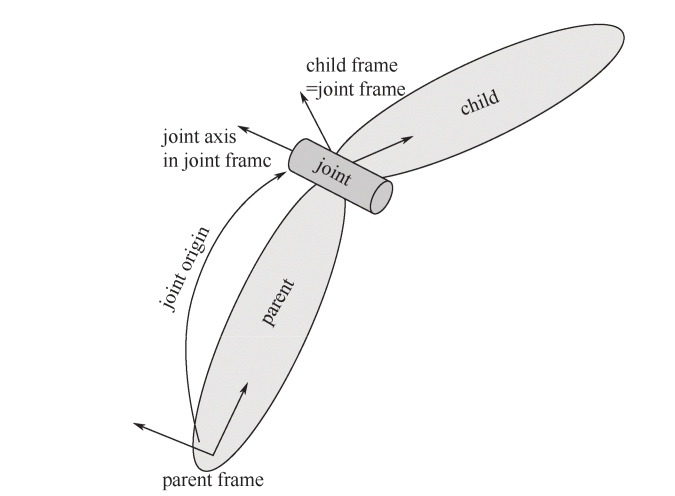 child frame
=joint frame
child
joint axis
in joint framc
joint
joint origin
parent
parent frame